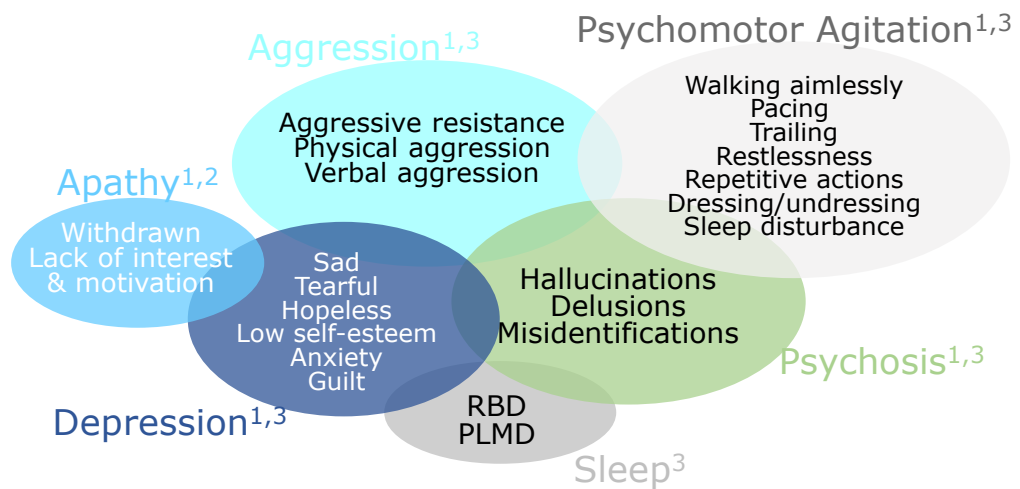 Psychomotor Agitation1,3
Aggression1,3
Walking aimlessly
Pacing
Trailing
Restlessness
Repetitive actions
Dressing/undressing
Sleep disturbance
Aggressive resistance
Physical aggression
Verbal aggression
Apathy1,2
Withdrawn
Lack of interest
& motivation
Sad
Tearful
Hopeless
Low self-esteem
Anxiety
Guilt
Hallucinations
Delusions
Misidentifications
Psychosis1,3
Depression1,3
RBD
PLMD
Sleep3